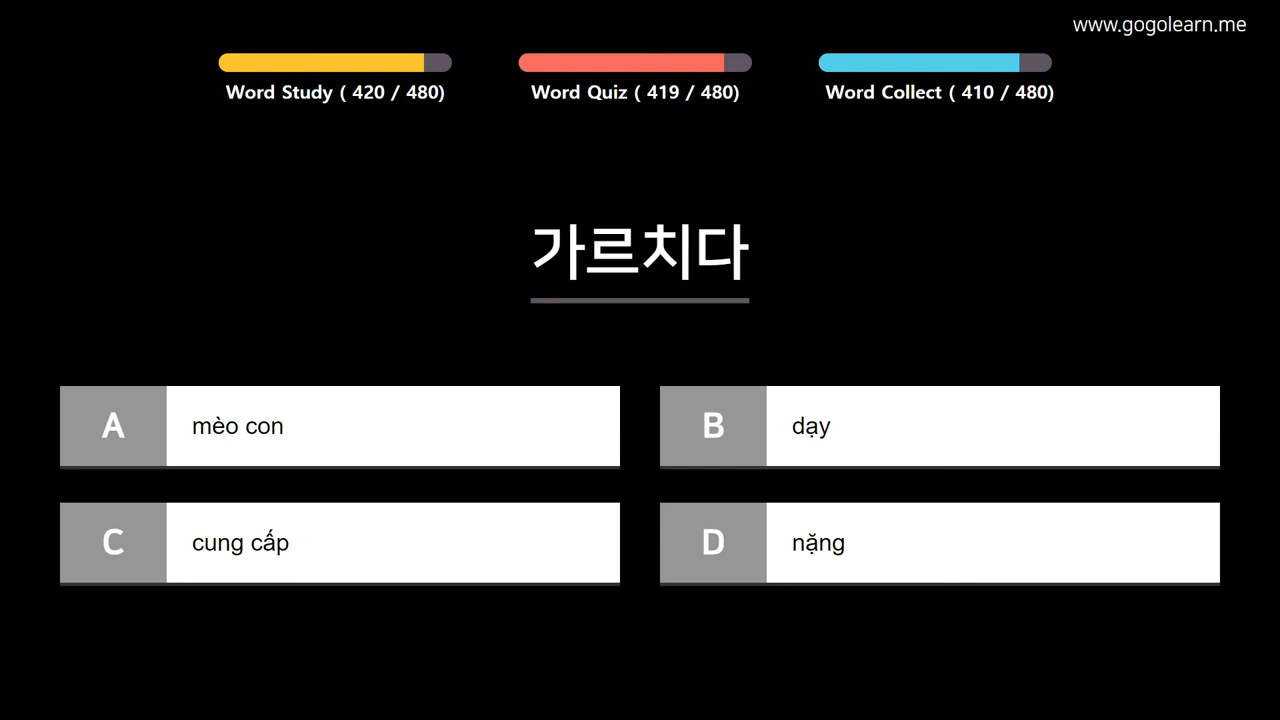 www.gogolearn.me
Word Study ( 420 / 480)
Word Quiz ( 419 / 480)
Word Collect ( 410 / 480)
가르치다
A mèo con
B dạy
C cung cấp
D nặng